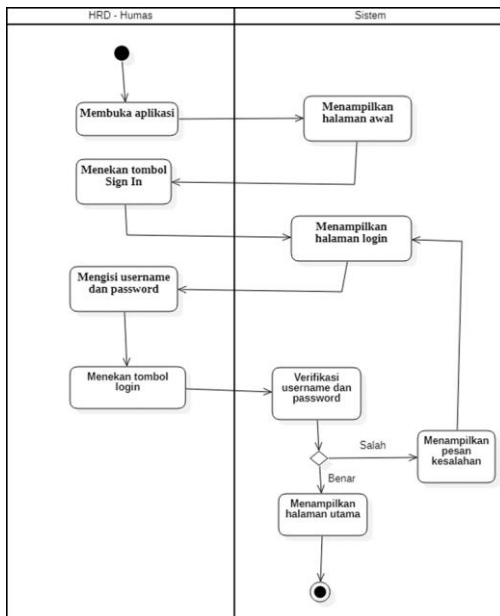 HRD - Humas
Sistem
Membuka aplikasi
Menampilkan
halaman awal
Menekan tombol
Sign In
Menampilkan
halaman login
Mengisi username
dan password
Menekan tombol
login
Verifikasi
username dan
password
Salah
Menampilkan
pesan
kesalahan
Benar
Menampilkan
halaman utama